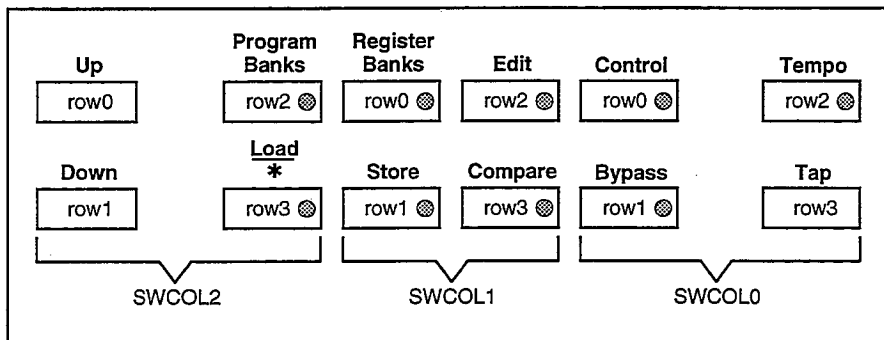 Program Register
Up Banks Banks Edit Control Tempo
row0 row2 row0 row2 row0 row2
Load
Down * Store Compare Bypass Tap
row1 row3 row1 row3 row1 row3
SWCOL2 SWCOL1 SWCOL0